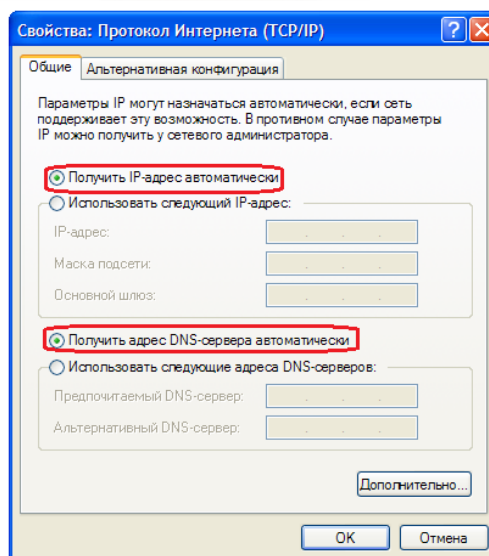 Свойства: Протокол Интернета (TCP/IP)
Общие
Альтернативная конфигурация
Параметры IP могут назначаться автоматически, если сеть
поддерживает эту возможность. В противном случае параметры
IP можно получить у сетевого администратора.
Получить IP-адрес автоматически
Использовать следующий IP-адрес:
IP-адрес:
Маска подсети:
Основной шлюз:
Получить адрес DNS-сервера автоматически
Использовать следующие адреса DNS-серверов:
Предпочитаемый DNS-сервер:
Альтернативный DNS-сервер:
Дополнительно...
OK
Отмена